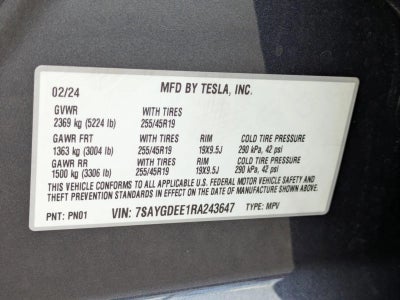 MFD BY TESLA, INC.
02/24
GVWR WITH TIRES
2369 kg (5224 lb) 255/45R19
GAWR FRT WITH TIRES RIM COLD TIRE PRESSURE
1363 kg (3004 lb) 255/45R19 19X9.5J 290 kPa, 42 psi
GAWR RR WITH TIRES RIM COLD TIRE PRESSURE
1500 kg (3306 lb) 255/45R19 19X9.5J 290 kPa, 42 psi
THIS VEHICLE CONFORMS TO ALL APPLICABLE U.S. FEDERAL MOTOR VEHICLE SAFETY AND
THEFT PREVENTION STANDARDS IN EFFECT ON THE DATE OF MANUFACTURE SHOWN ABOVE.
PNT: PN01 VIN: 7SAYGDEE1RA243647 TYPE: MPV